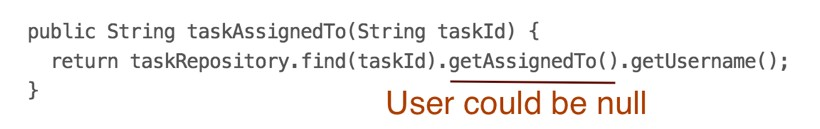 public String taskAssignedTo(String taskId) {
  return taskRepository.find(taskId).getAssignedTo().getUsername();
}
User could be null